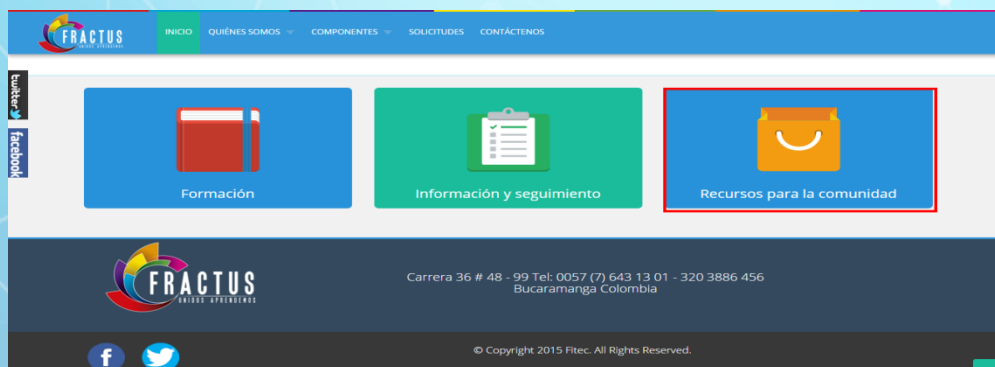 FRACTUS
UNIDOS APRENDEMOS
INICIO
QUIÉNES SOMOS
COMPONENTES
SOLICITUDES
CONTÁCTENOS
twitter
facebook
Formación
Información y seguimiento
Recursos para la comunidad
FRACTUS
UNIDOS APRENDEMOS
Carrera 36 # 48 - 99 Tel: 0057 (7) 643 13 01 - 320 3886 456
Bucaramanga Colombia
© Copyright 2015 Fitec. All Rights Reserved.